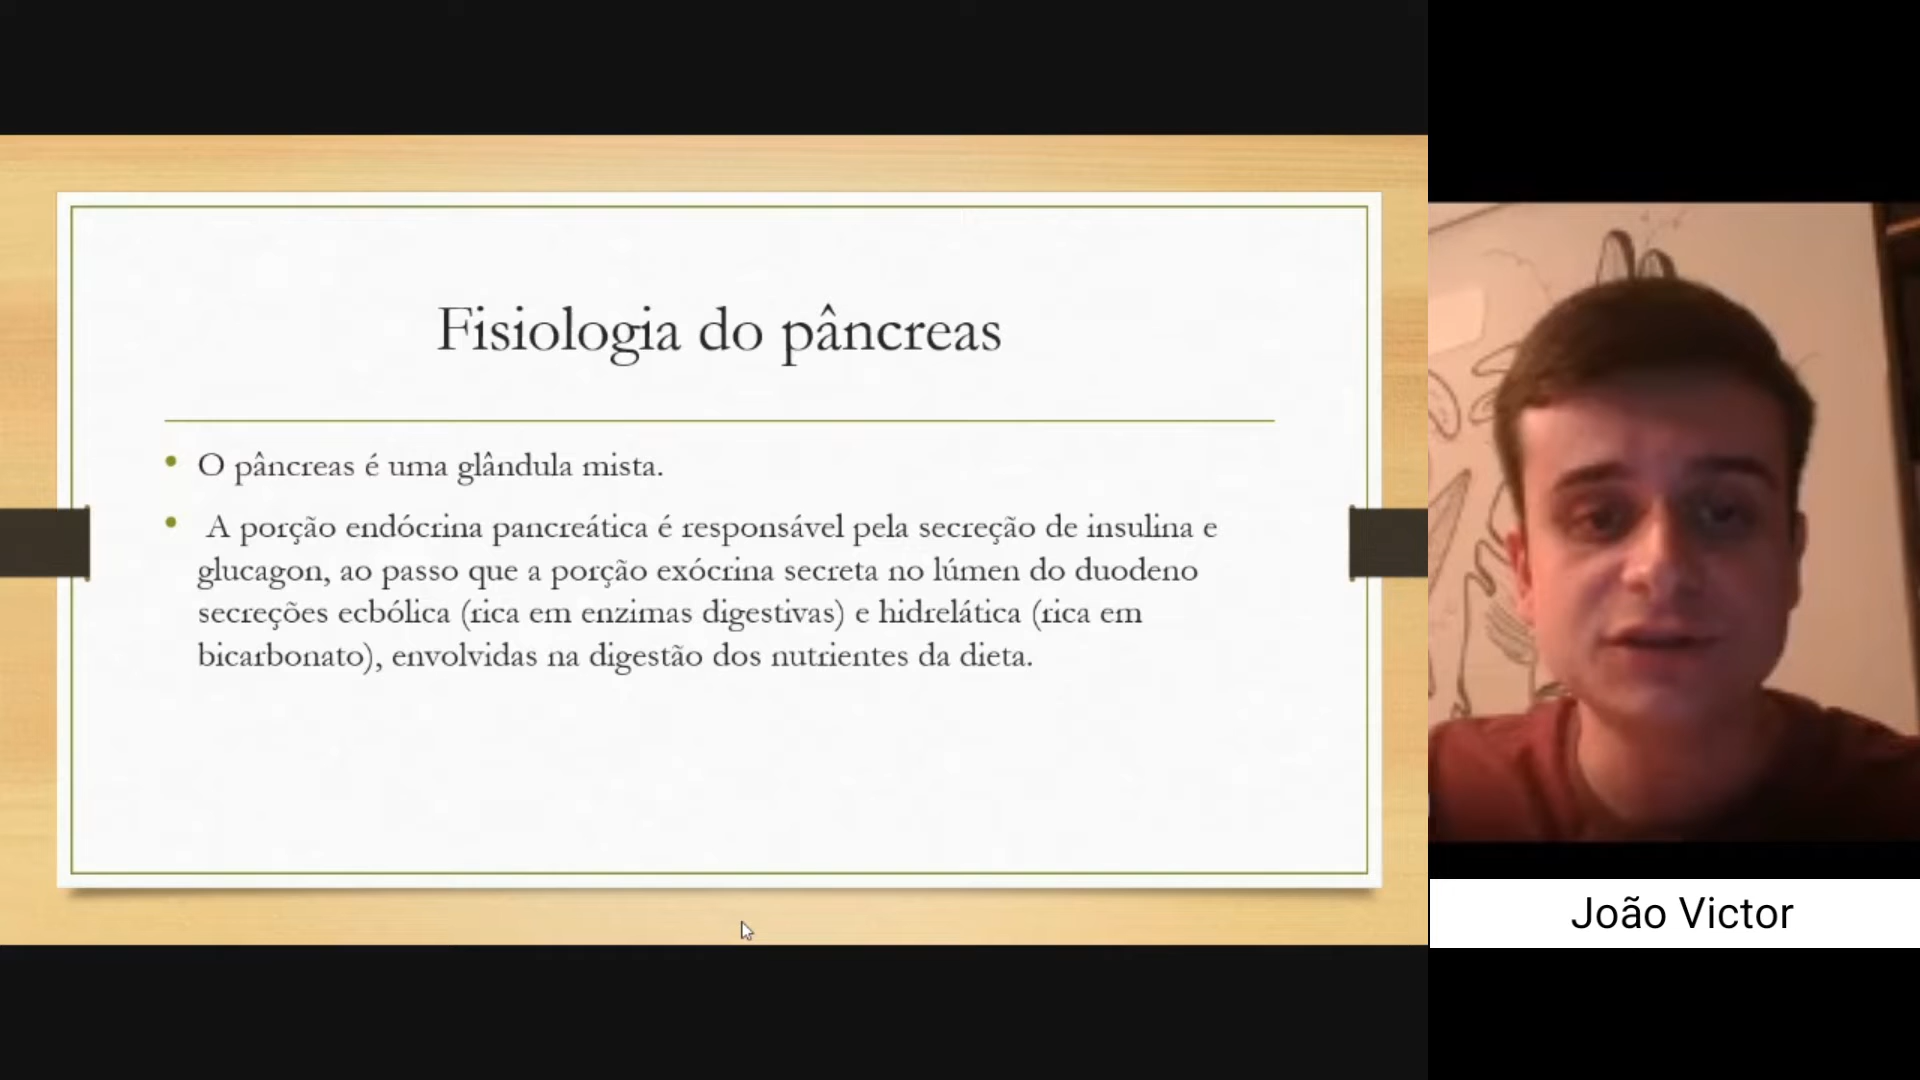 Fisiologia do pâncreas
• O pâncreas é uma glândula mista.
• A porção endócrina pancreática é responsável pela secreção de insulina e
glucagon, ao passo que a porção exócrina secreta no lúmen do duodeno
secreções ecbólica (rica em enzimas digestivas) e hidrelática (rica em
bicarbonato), envolvidas na digestão dos nutrientes da dieta.
João Victor